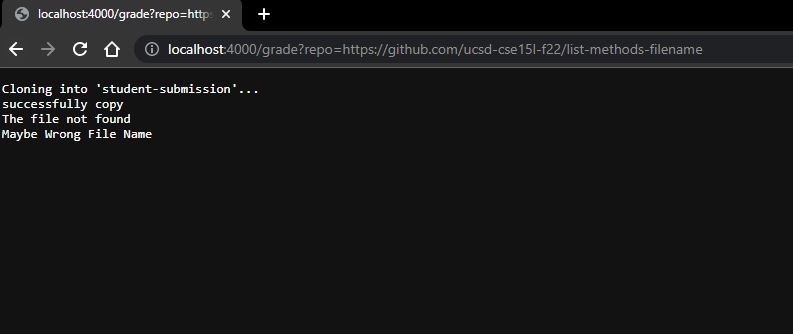 localhost:4000/grade?repo=https
localhost:4000/grade?repo=https://github.com/ucsd-cse15l-f22/list-methods-filename
Cloning into 'student-submission'...
successfully copy
The file not found
Maybe Wrong File Name